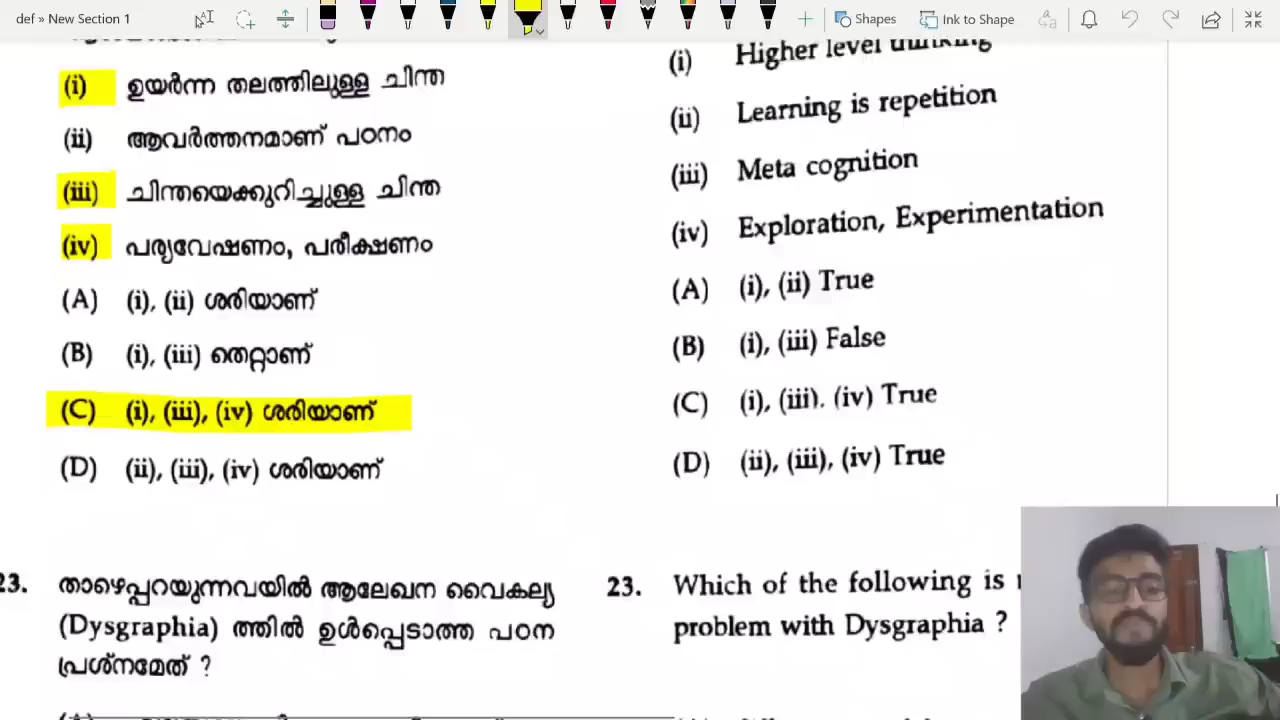 def » New Section 1
Shapes
Ink to Shape
(i) ഉയർന്ന തലത്തിലുള്ള ചിന്ത
(ii) ആവർത്തനമാണ് പഠനം
(iii) ചിന്തയെക്കുറിച്ചുള്ള ചിന്ത
(iv) പര്യവേഷണം, പരീക്ഷണം
(A) (i), (ii) ശരിയാണ്
(B) (i), (iii) തെറ്റാണ്
(C) (i), (iii), (iv) ശരിയാണ്
(D) (ii), (iii), (iv) ശരിയാണ്
23. താഴെപ്പറയുന്നവയിൽ ആലേഖന വൈകല്യ
(Dysgraphia) ത്തിൽ ഉൾപ്പെടാത്ത പഠന
പ്രശ്നമേത് ?
(i) Higher level thinking
(ii) Learning is repetition
(iii) Meta cognition
(iv) Exploration, Experimentation
(A) (i), (ii) True
(B) (i), (iii) False
(C) (i), (iii). (iv) True
(D) (ii), (iii), (iv) True
23. Which of the following is
problem with Dysgraphia ?